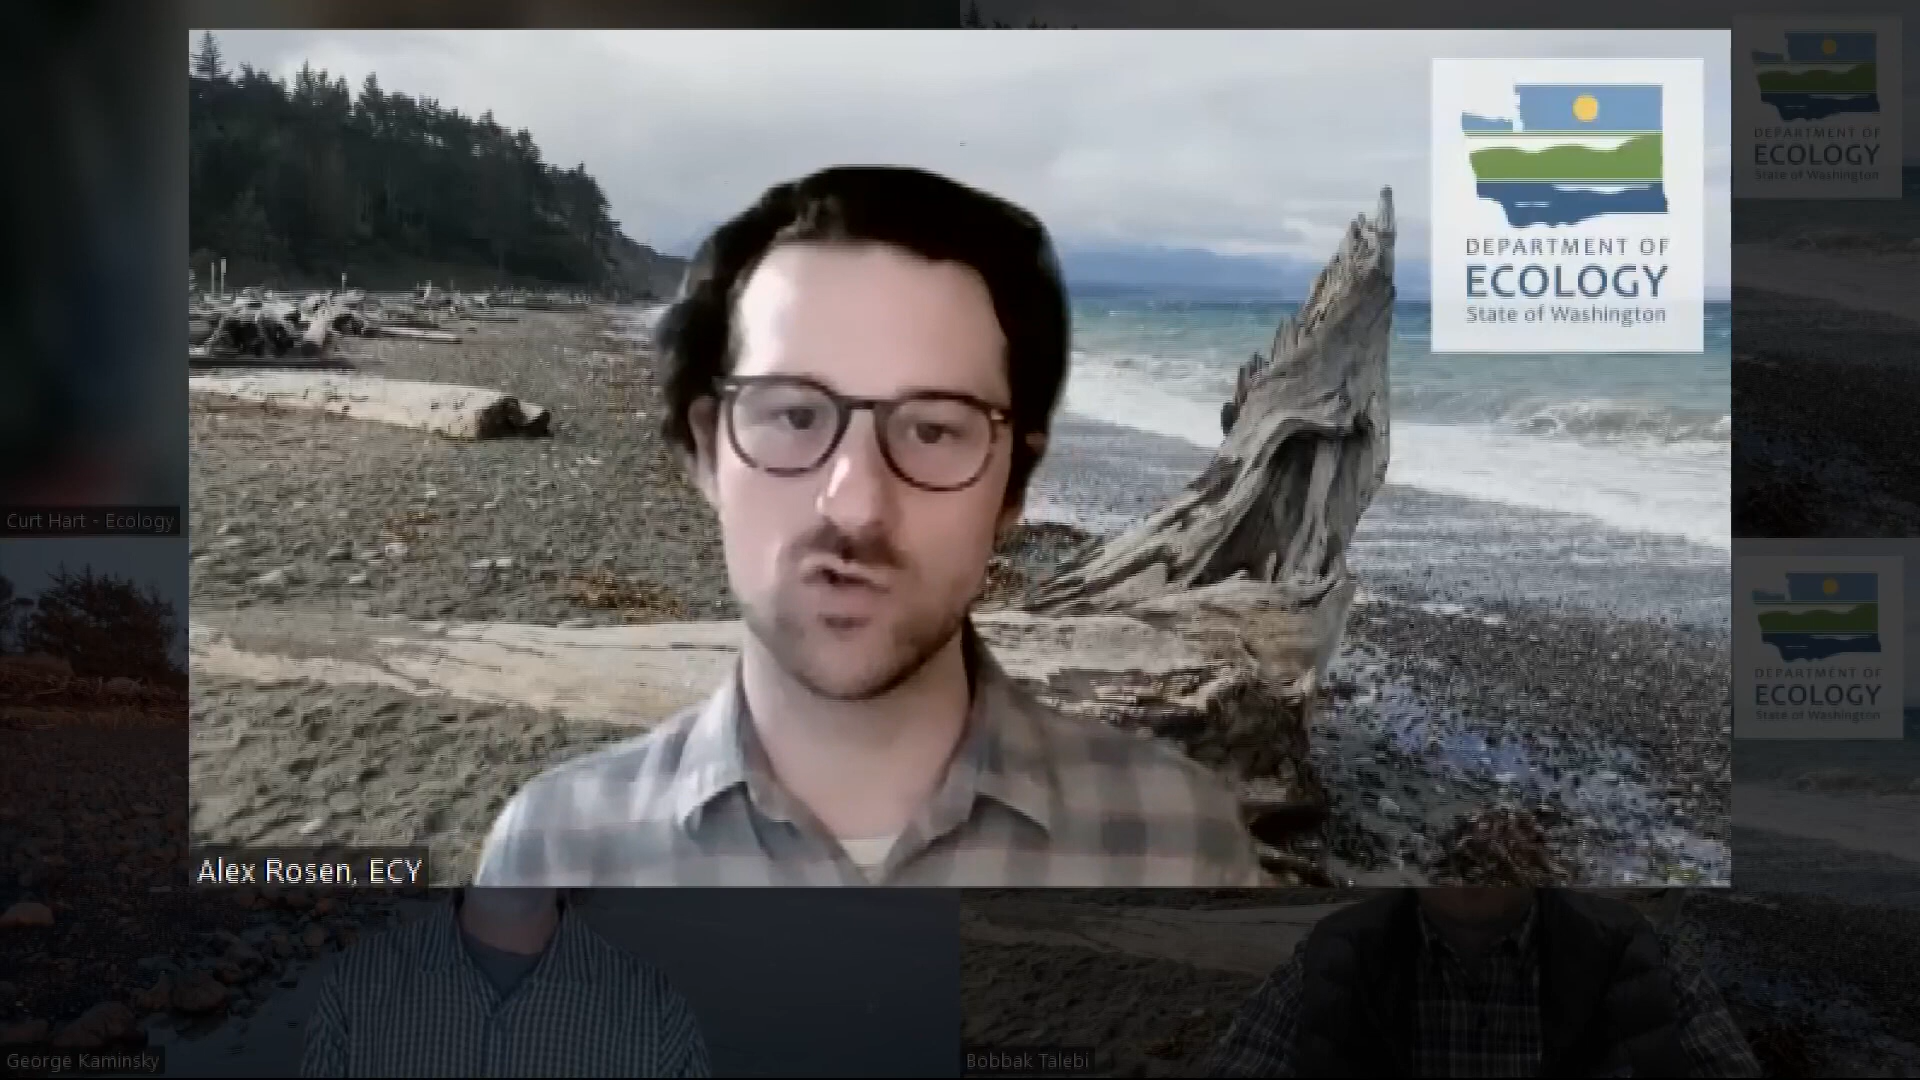 DEPARTMENT OF
ECOLOGY
State of Washington
Alex Rosen, ECY
Curt Hart - Ecology
George Kaminsky
Bobbak Talebi
DEPARTMENT OF
ECOLOGY
State of Washington
DEPARTMENT OF
ECOLOGY
State of Washington